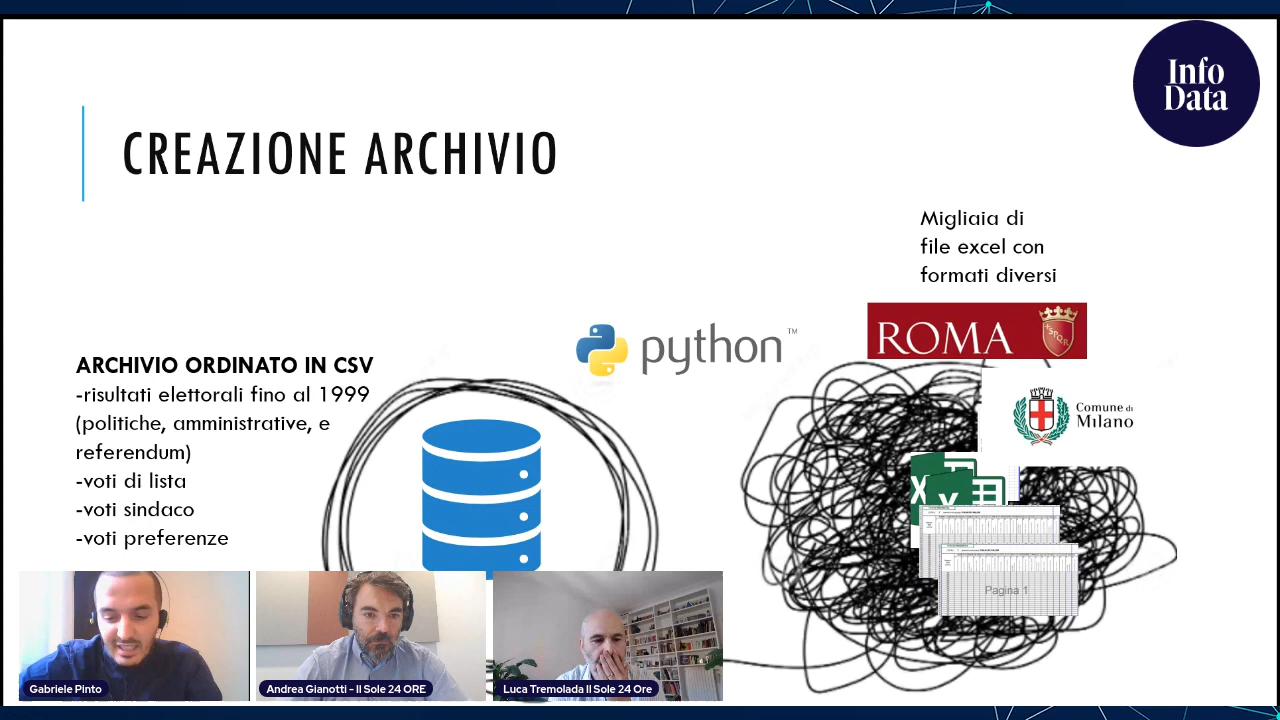 Info
Data
CREAZIONE ARCHIVIO
Migliaia di
file excel con
formati diversi
python™
ROMA
SPQR
Comune di
Milano
ARCHIVIO ORDINATO IN CSV
-risultati elettorali fino al 1999
(politiche, amministrative, e
referendum)
-voti di lista
-voti sindaco
-voti preferenze
X
X
Pagina 1
Gabriele Pinto
Andrea Gianotti - Il Sole 24 ORE
Luca Tremolada Il Sole 24 Ore